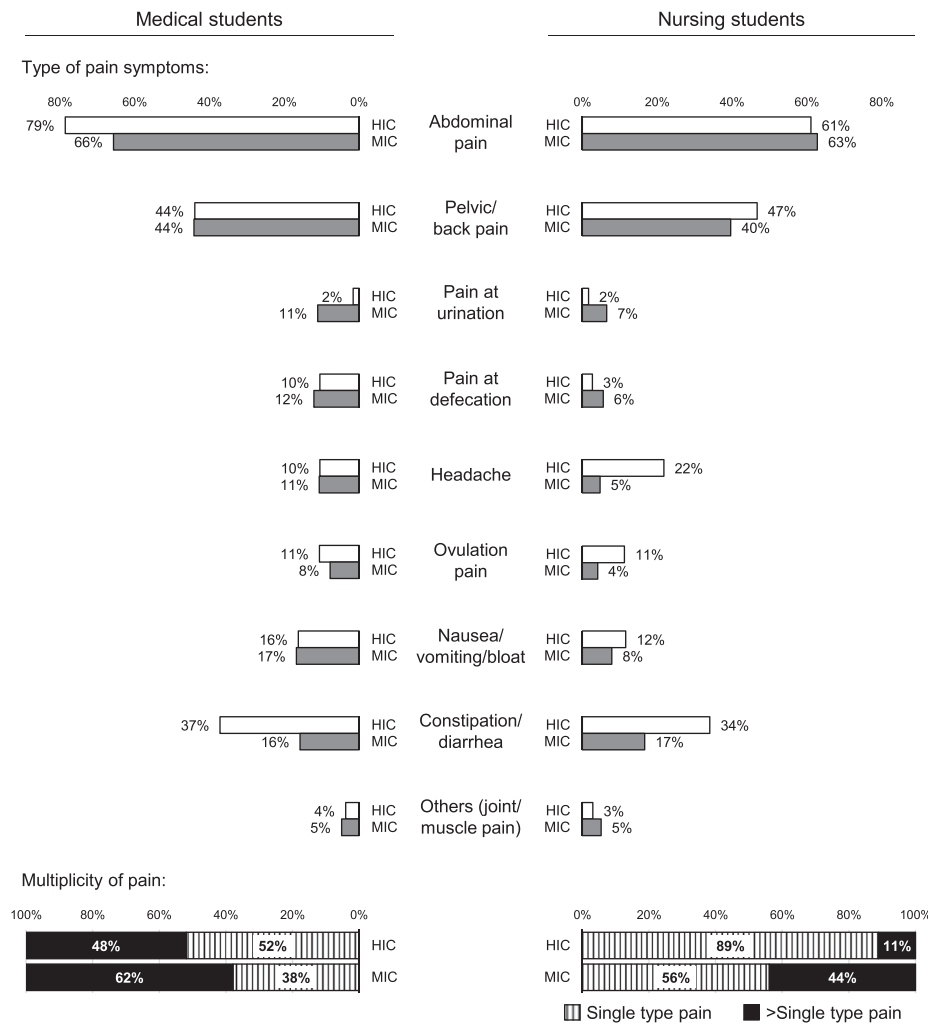 Medical students Nursing students
Type of pain symptoms:
80% 60% 40% 20% 0% 0% 20% 40% 60% 80%
79% HIC Abdominal HIC 61%
66% MIC pain MIC 63%
44% HIC Pelvic/ HIC 47%
44% MIC back pain MIC 40%
2% HIC Pain at HIC 2%
11% MIC urination MIC 7%
10% HIC Pain at HIC 3%
12% MIC defecation MIC 6%
10% HIC Headache HIC 22%
11% MIC MIC 5%
11% HIC Ovulation HIC 11%
8% MIC pain MIC 4%
16% HIC Nausea/ HIC 12%
17% MIC vomiting/bloat MIC 8%
37% HIC Constipation/ HIC 34%
16% MIC diarrhea MIC 17%
4% HIC Others (joint/ HIC 3%
5% MIC muscle pain) MIC 5%
Multiplicity of pain:
100% 80% 60% 40% 20% 0% 0% 20% 40% 60% 80% 100%
48% 52% HIC HIC 89% 11%
62% 38% MIC MIC 56% 44%
Single type pain >Single type pain